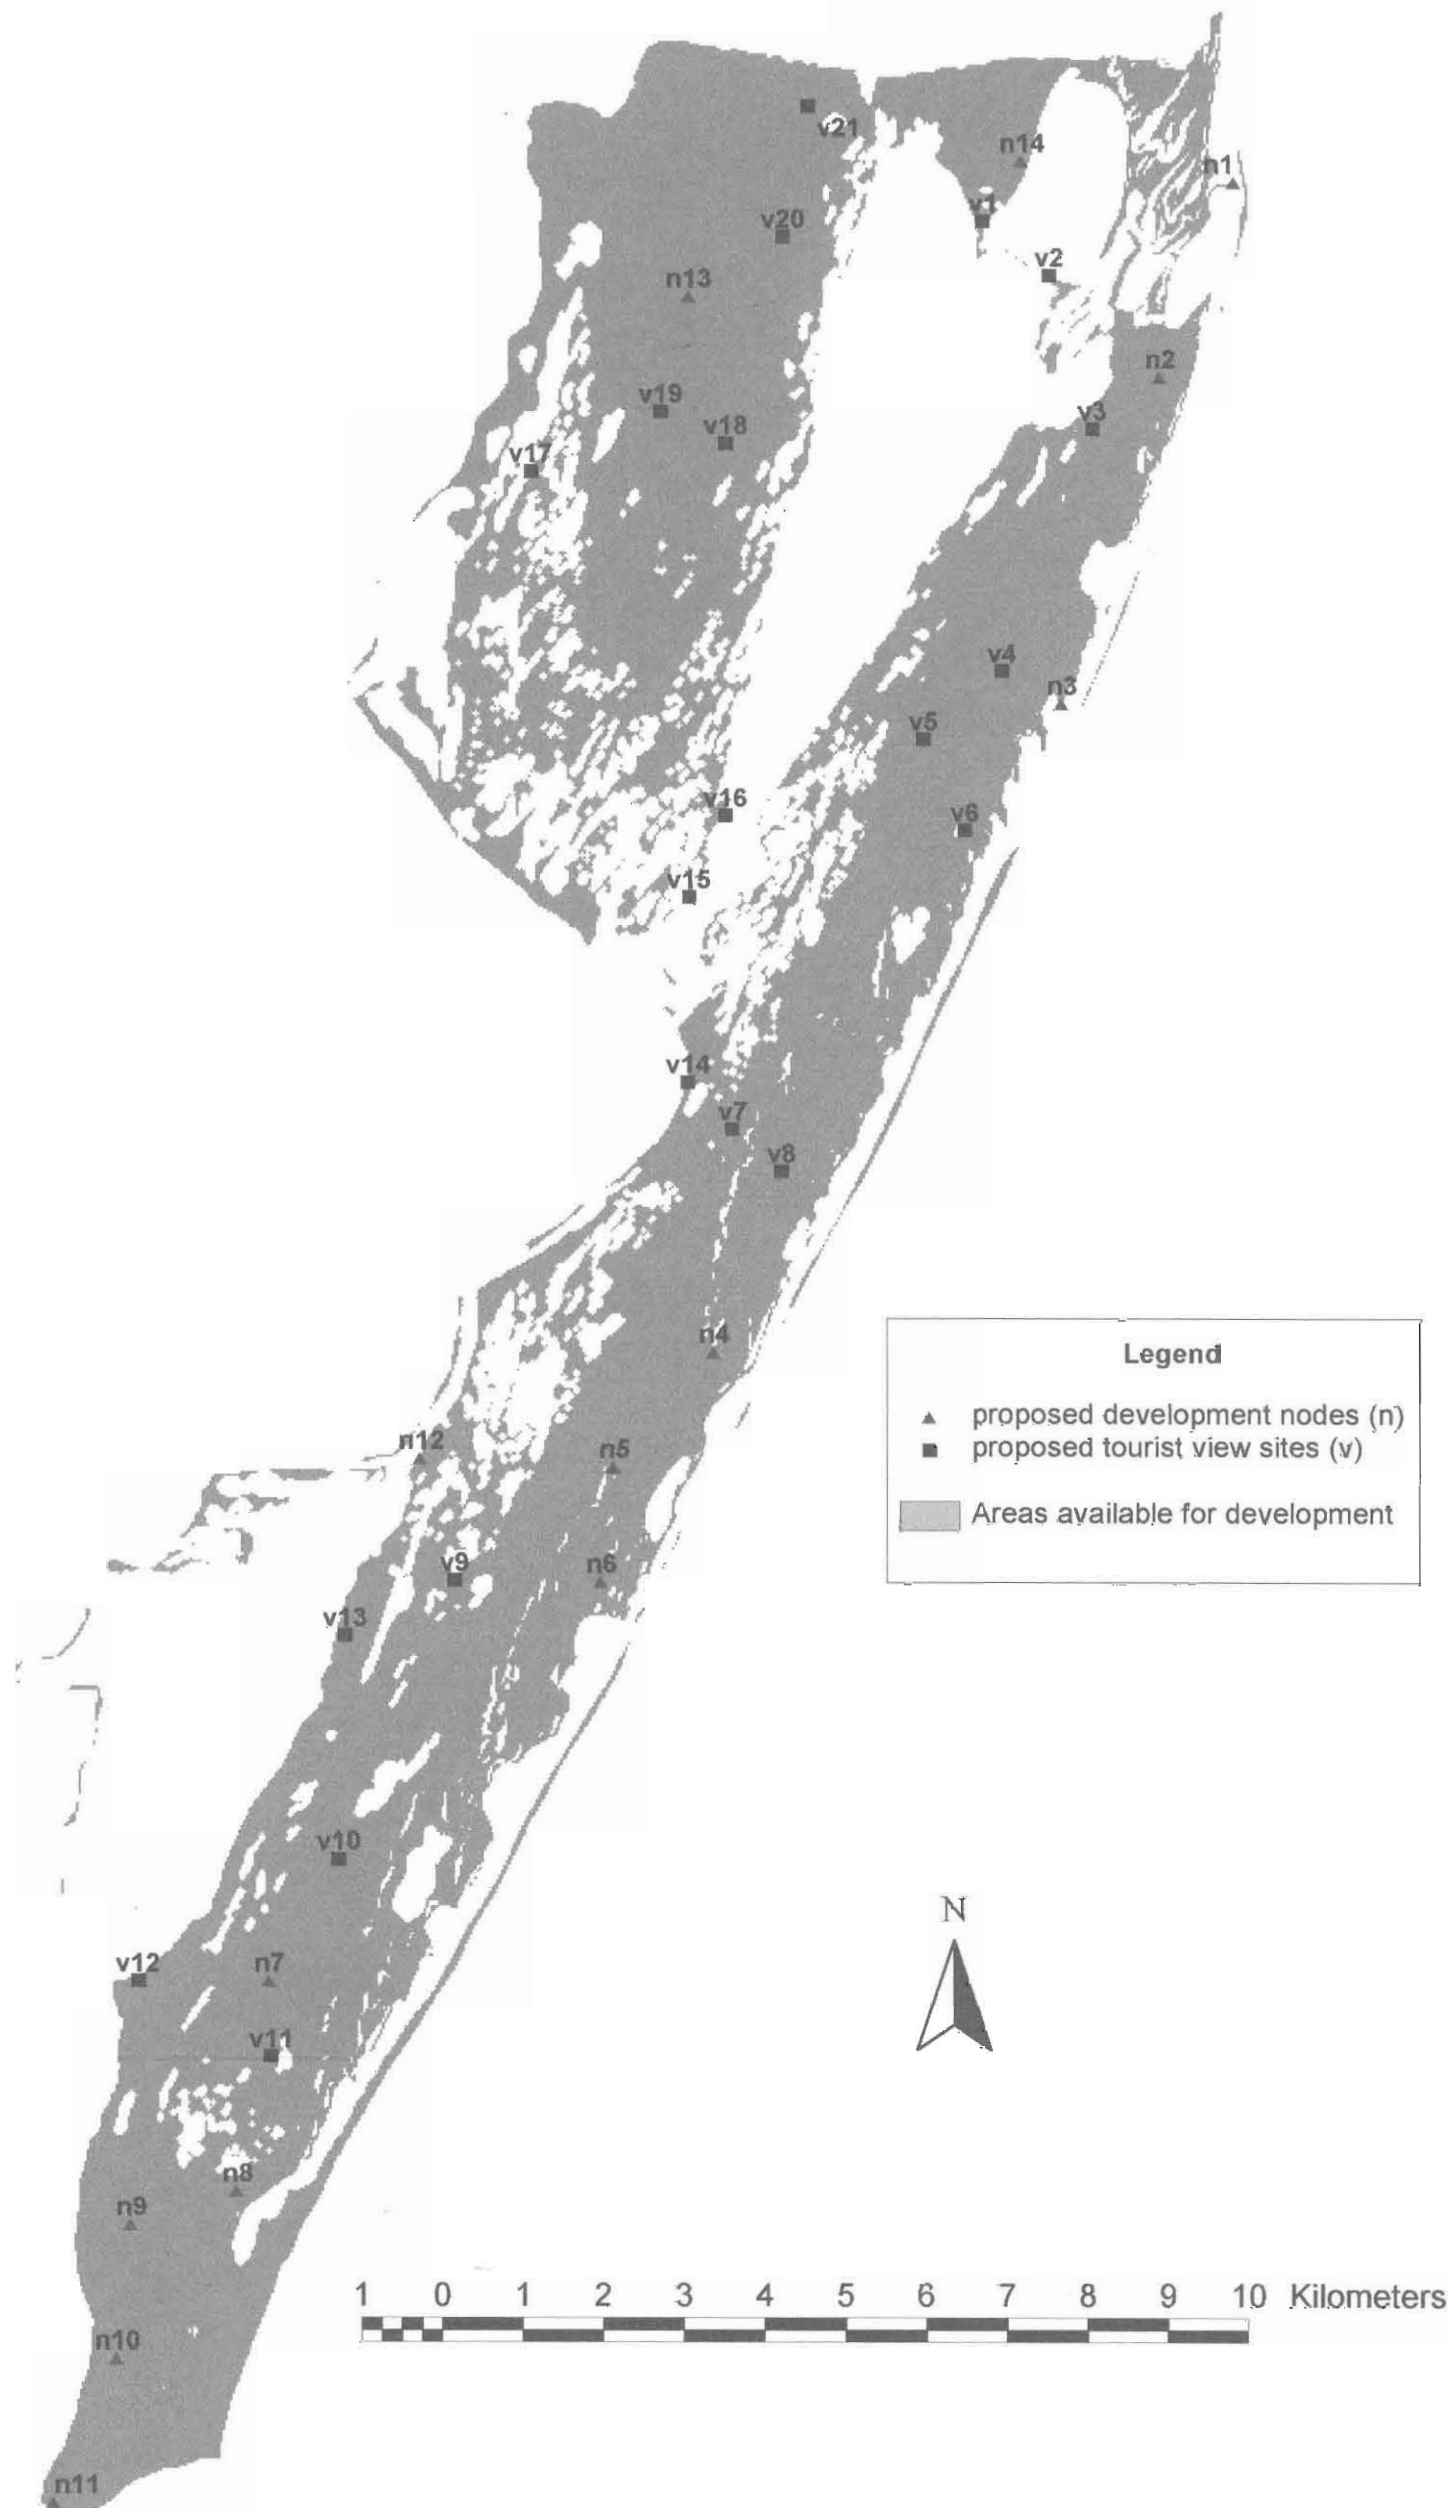 v21
n14
n1
v1
v20
v2
n13
n2
v19
v3
v18
v17
v4
n3
v5
v16
v6
v15
v14
v7
v8
n4
Legend
proposed development nodes (n)
proposed tourist view sites (v)
Areas available for development
n12
n5
v9
n6
v13
v10
N
v12
n7
v11
n8
n9
1 0 1 2 3 4 5 6 7 8 9 10 Kilometers
n10
n11